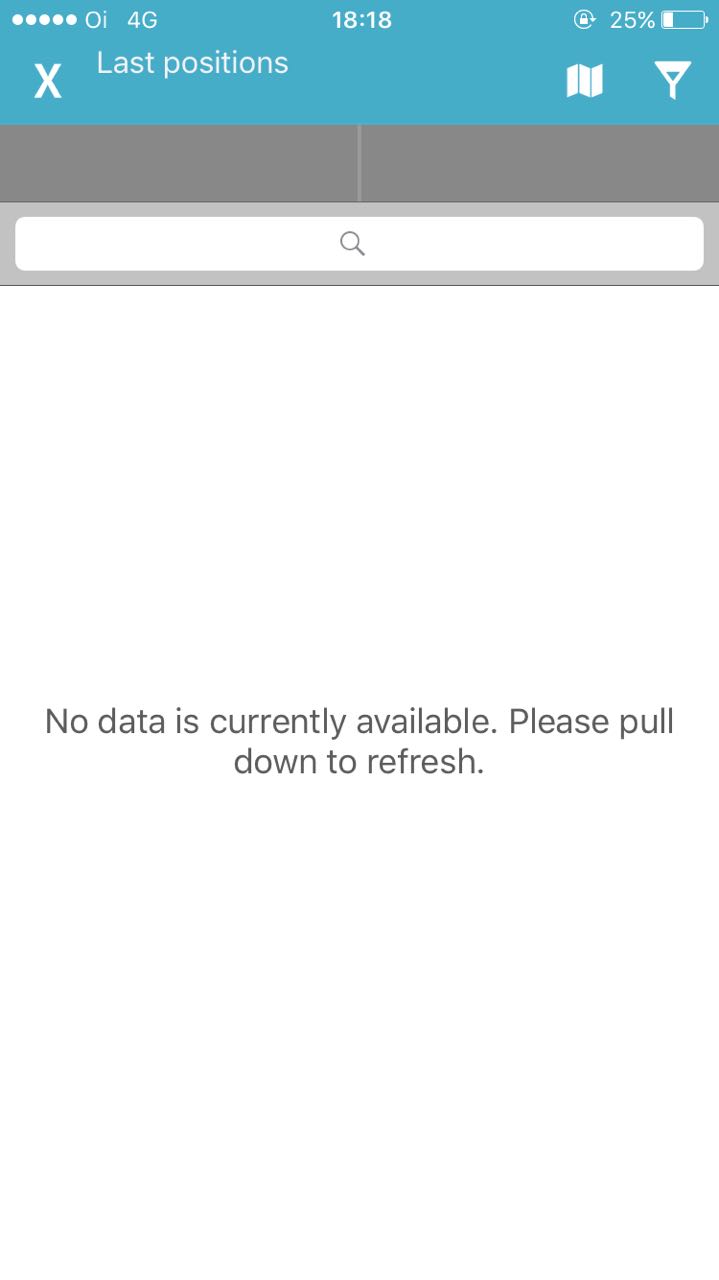 Oi 4G 18:18 25%
X Last positions
No data is currently available. Please pull
down to refresh.